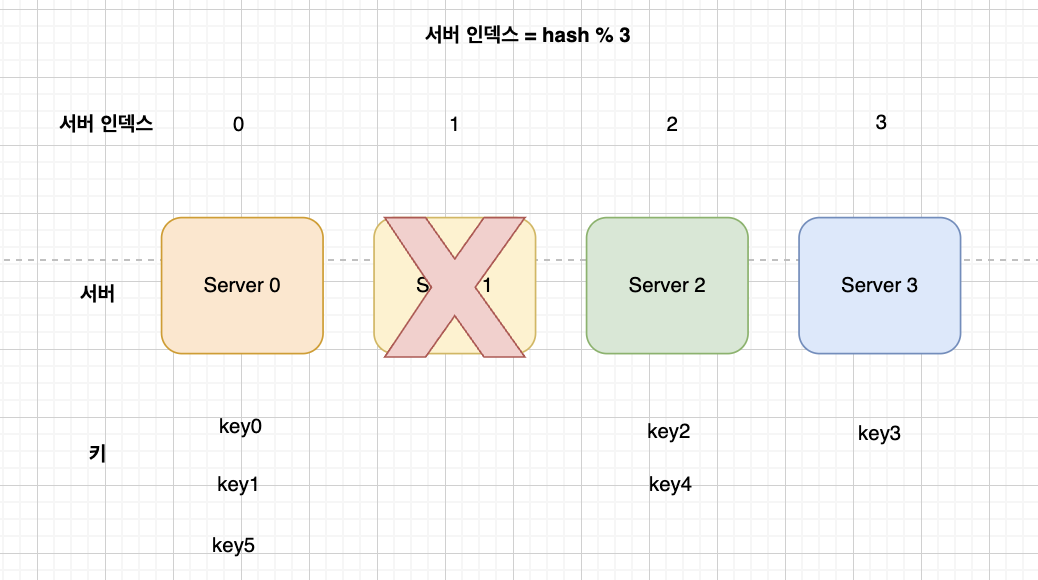 서버 인덱스 = hash % 3
서버 인덱스 0 1 2 3
서버 Server 0 S 1 Server 2 Server 3
키
key0 key2 key3
key1 key4
key5